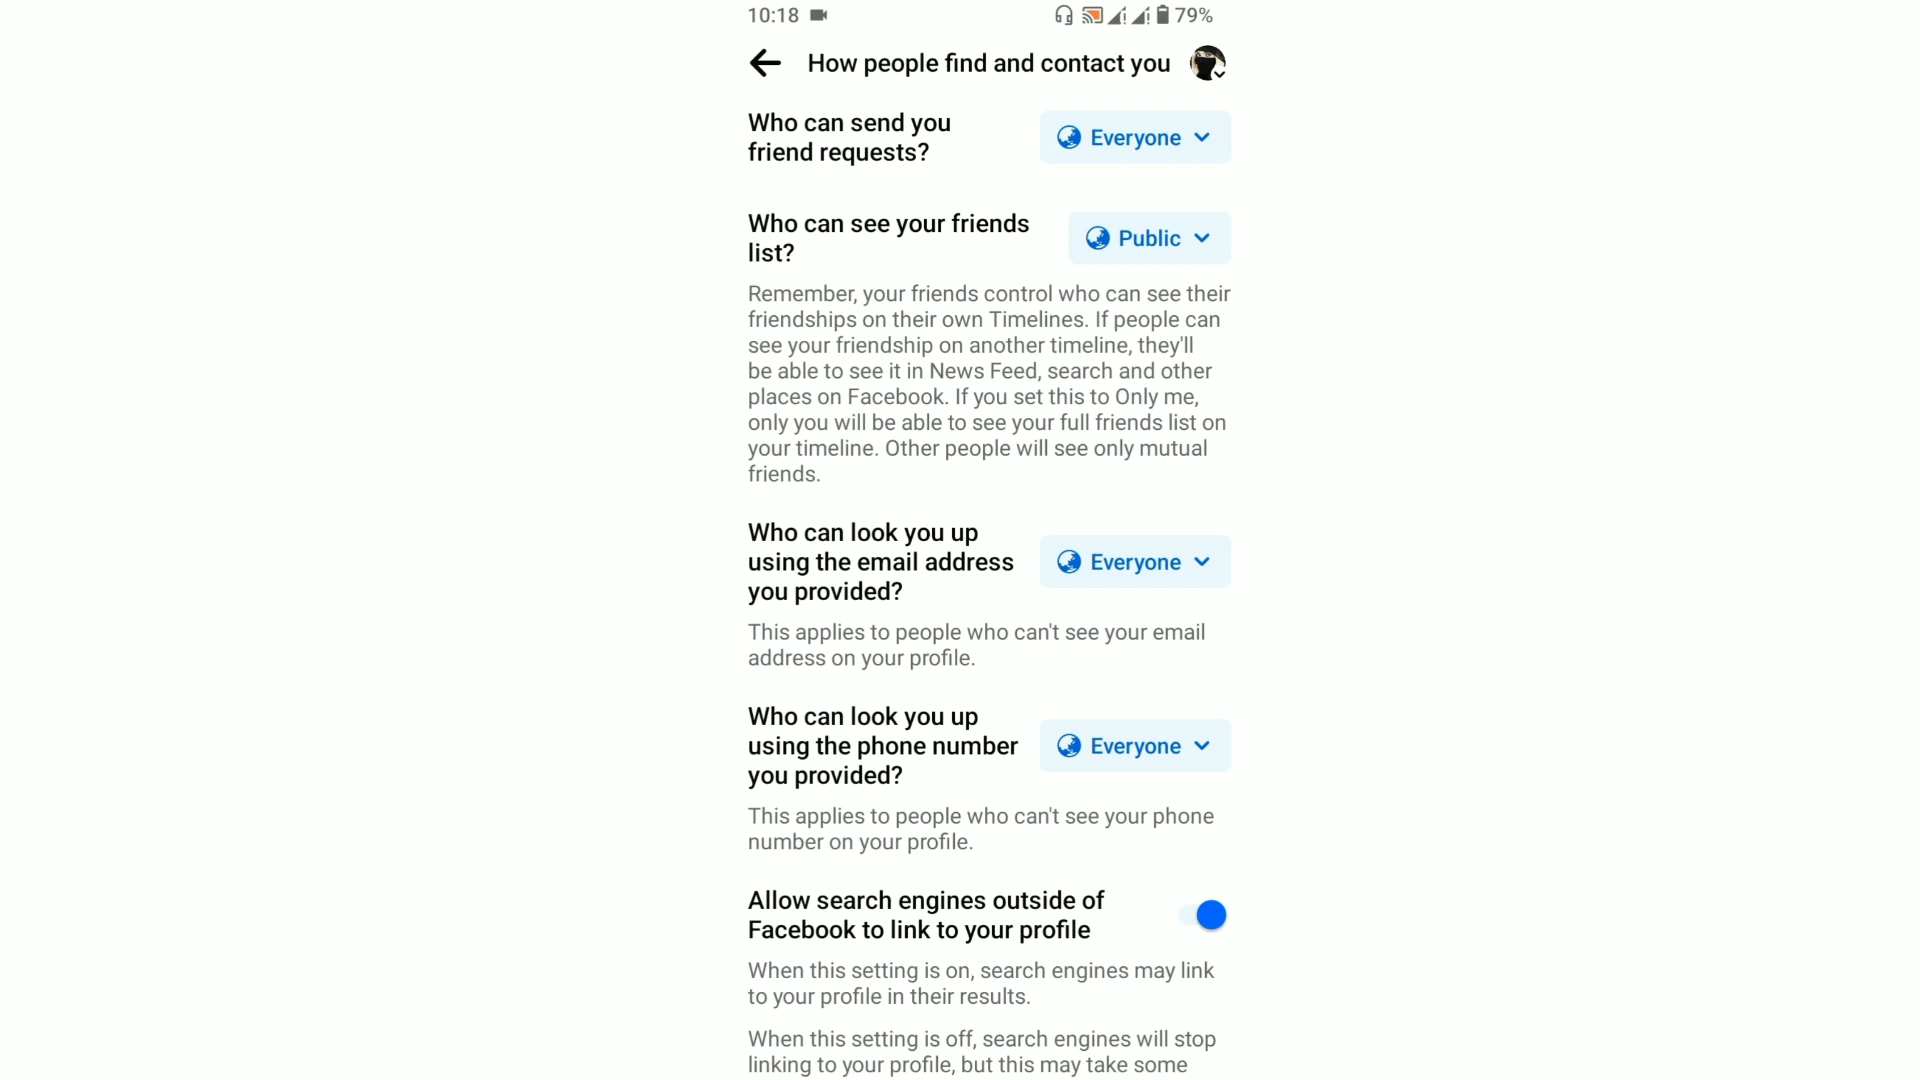 10:18 79%
How people find and contact you
Who can send you
friend requests?
Everyone
Who can see your friends
list?
Public
Remember, your friends control who can see their
friendships on their own Timelines. If people can
see your friendship on another timeline, they'll
be able to see it in News Feed, search and other
places on Facebook. If you set this to Only me,
only you will be able to see your full friends list on
your timeline. Other people will see only mutual
friends.
Who can look you up
using the email address
you provided?
Everyone
This applies to people who can't see your email
address on your profile.
Who can look you up
using the phone number
you provided?
Everyone
This applies to people who can't see your phone
number on your profile.
Allow search engines outside of
Facebook to link to your profile
When this setting is on, search engines may link
to your profile in their results.
When this setting is off, search engines will stop
linking to your profile, but this may take some